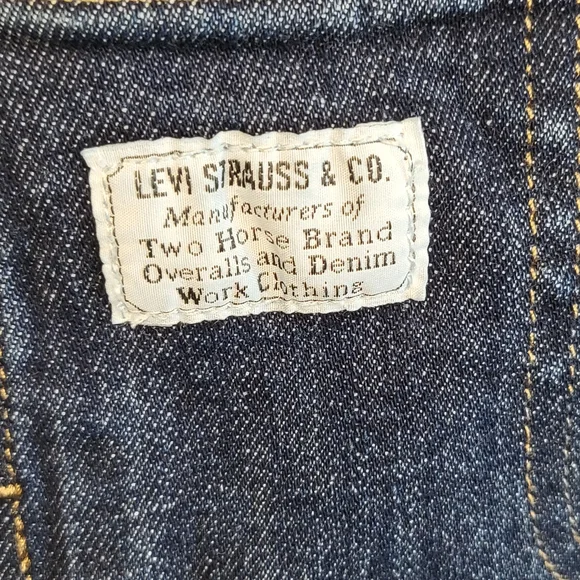 LEVI STRAUSS & CO.
Manufacturers of
Two Horse Brand
Overalls and Denim
Work Clothing